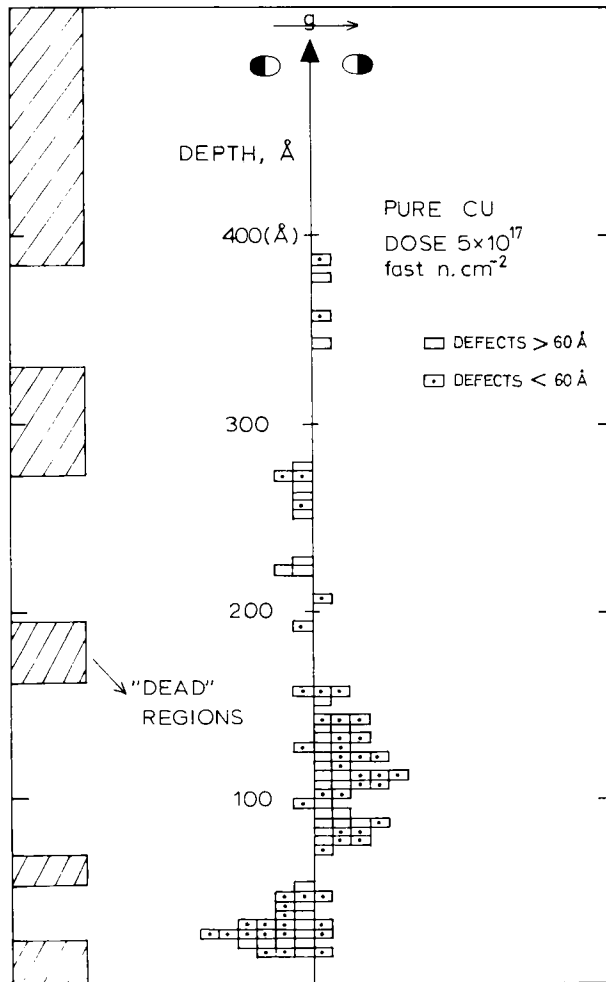 g
DEPTH, Å
PURE CU
400(Å)
DOSE 5×10¹⁷
fast n.cm⁻²
DEFECTS > 60 Å
DEFECTS < 60 Å
300
200
"DEAD"
REGIONS
100